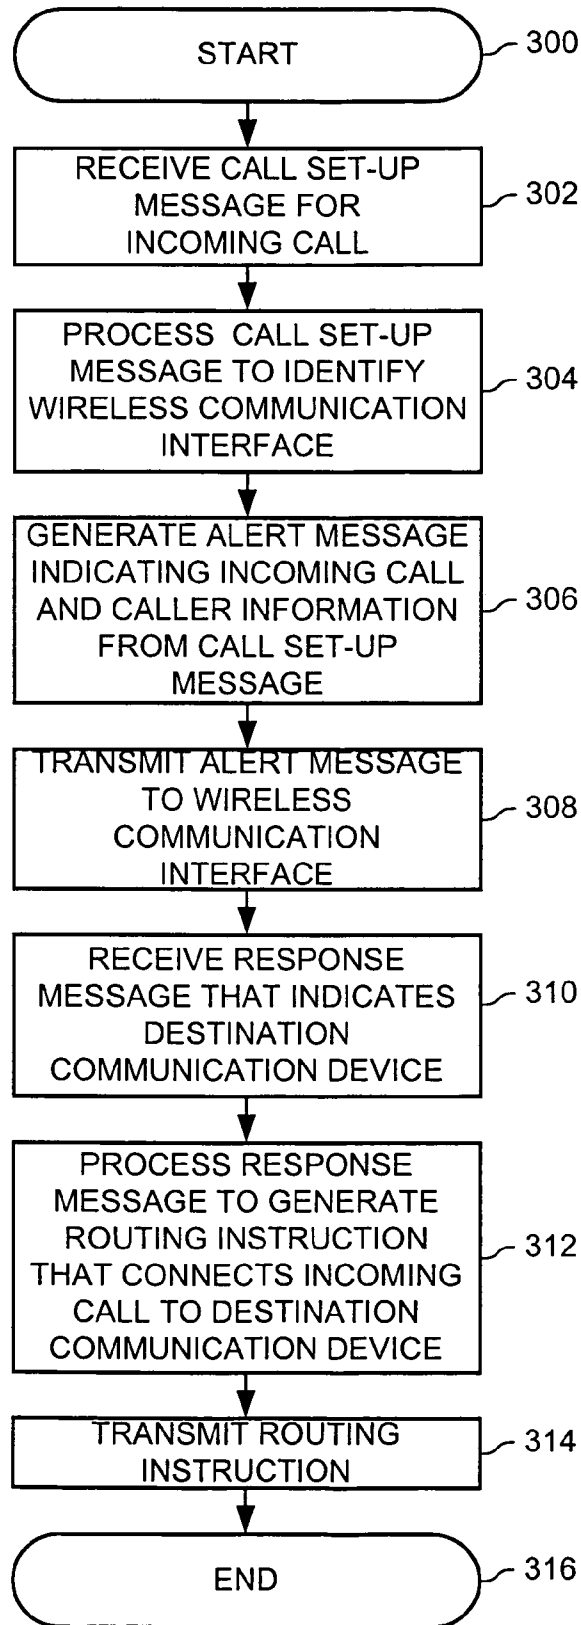 START
300
RECEIVE CALL SET-UP
MESSAGE FOR
INCOMING CALL
302
PROCESS CALL SET-UP
MESSAGE TO IDENTIFY
WIRELESS COMMUNICATION
INTERFACE
304
GENERATE ALERT MESSAGE
INDICATING INCOMING CALL
AND CALLER INFORMATION
FROM CALL SET-UP
MESSAGE
306
TRANSMIT ALERT MESSAGE
TO WIRELESS
COMMUNICATION
INTERFACE
308
RECEIVE RESPONSE
MESSAGE THAT INDICATES
DESTINATION
COMMUNICATION DEVICE
310
PROCESS RESPONSE
MESSAGE TO GENERATE
ROUTING INSTRUCTION
THAT CONNECTS INCOMING
CALL TO DESTINATION
COMMUNICATION DEVICE
312
TRANSMIT ROUTING
INSTRUCTION
314
END
316